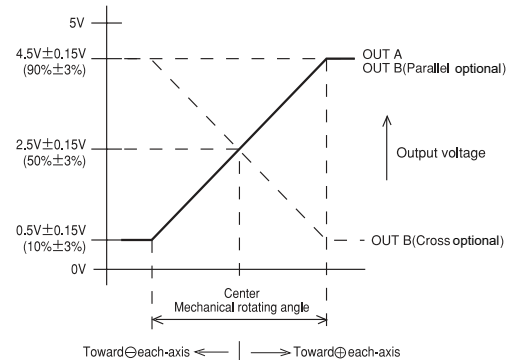 5V
4.5V±0.15V
(90%±3%)
OUT A
OUT B(Parallel optional)
2.5V±0.15V
(50%±3%)
Output voltage
0.5V±0.15V
(10%±3%)
OUT B(Cross optional)
0V
Center
Mechanical rotating angle
Toward⊖each-axis
Toward⊕each-axis